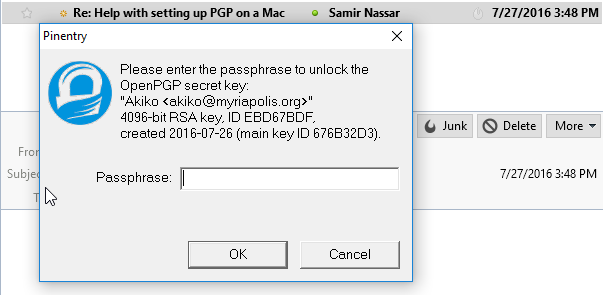 Re: Help with setting up PGP on a Mac Samir Nassar 7/27/2016 3:48 PM
Pinentry
Please enter the passphrase to unlock the
OpenPGP secret key:
"Akiko <akiko@myriapolis.org>"
4096-bit RSA key, ID EBD67BDF,
created 2016-07-26 (main key ID 676B32D3).
Junk Delete More
From
Subject 7/27/2016 3:48 PM
Passphrase:
OK Cancel